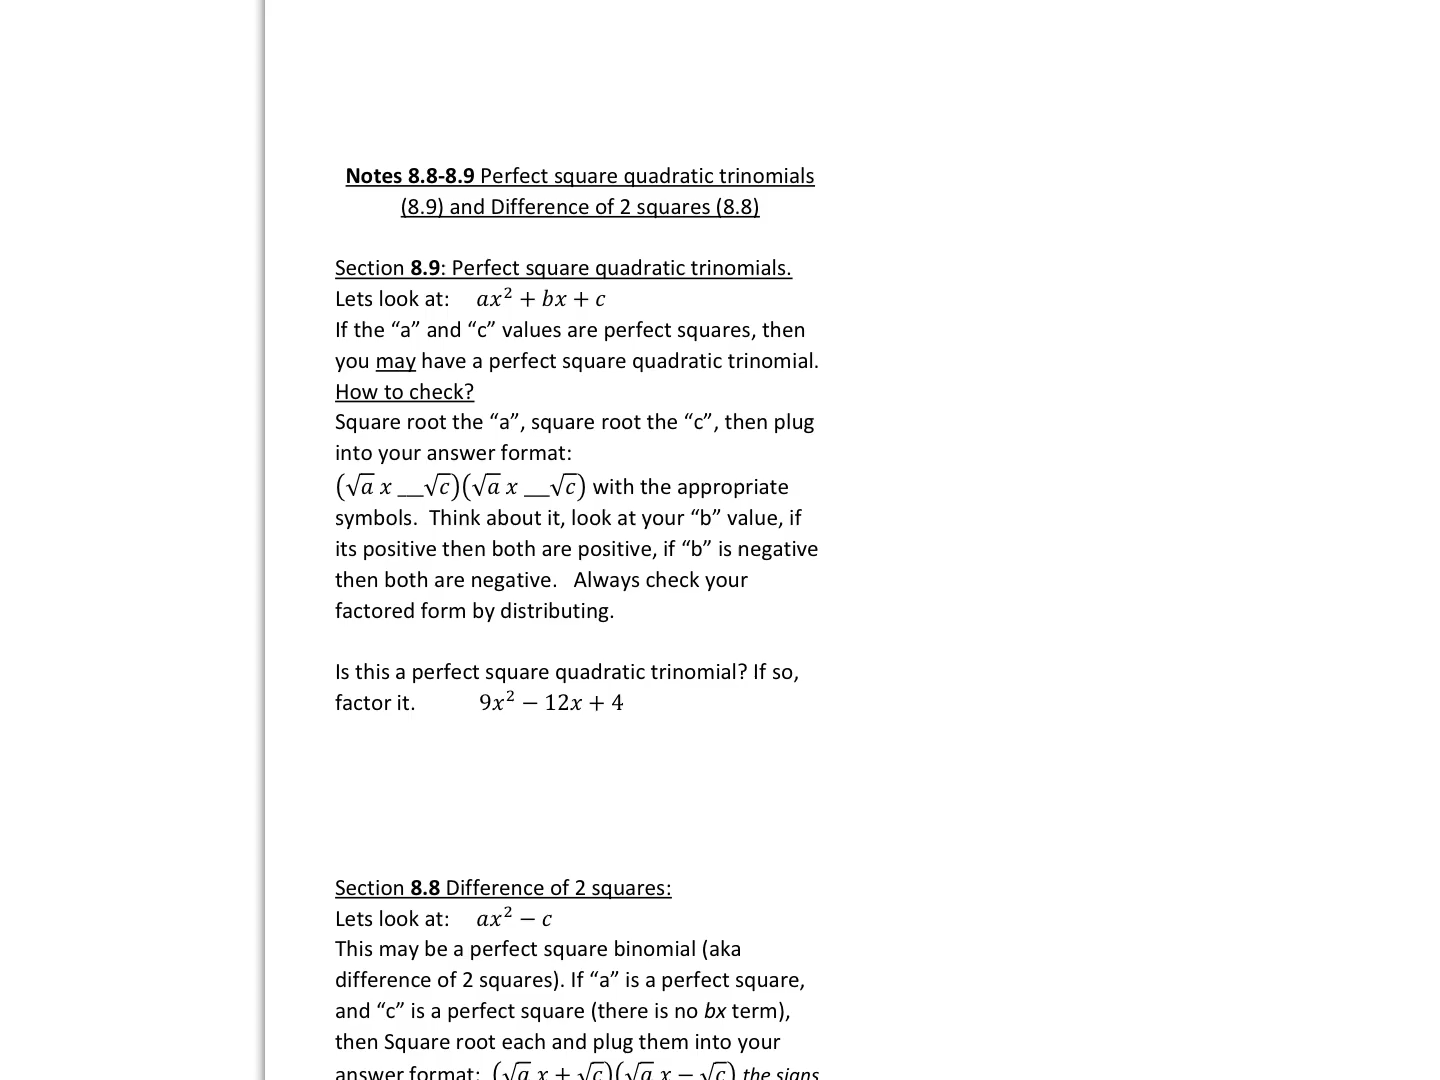 Notes 8.8-8.9 Perfect square quadratic trinomials
(8.9) and Difference of 2 squares (8.8)
Section 8.9: Perfect square quadratic trinomials.
Lets look at: ax² + bx + c
If the “a” and “c” values are perfect squares, then
you may have a perfect square quadratic trinomial.
How to check?
Square root the “a”, square root the “c”, then plug
into your answer format:
(√a x __√c)(√a x __√c) with the appropriate
symbols. Think about it, look at your “b” value, if
its positive then both are positive, if “b” is negative
then both are negative. Always check your
factored form by distributing.
Is this a perfect square quadratic trinomial? If so,
factor it. 9x² − 12x + 4
Section 8.8 Difference of 2 squares:
Lets look at: ax² − c
This may be a perfect square binomial (aka
difference of 2 squares). If “a” is a perfect square,
and “c” is a perfect square (there is no bx term),
then Square root each and plug them into your
answer format: (√a x + √c)(√a x − √c) the signs